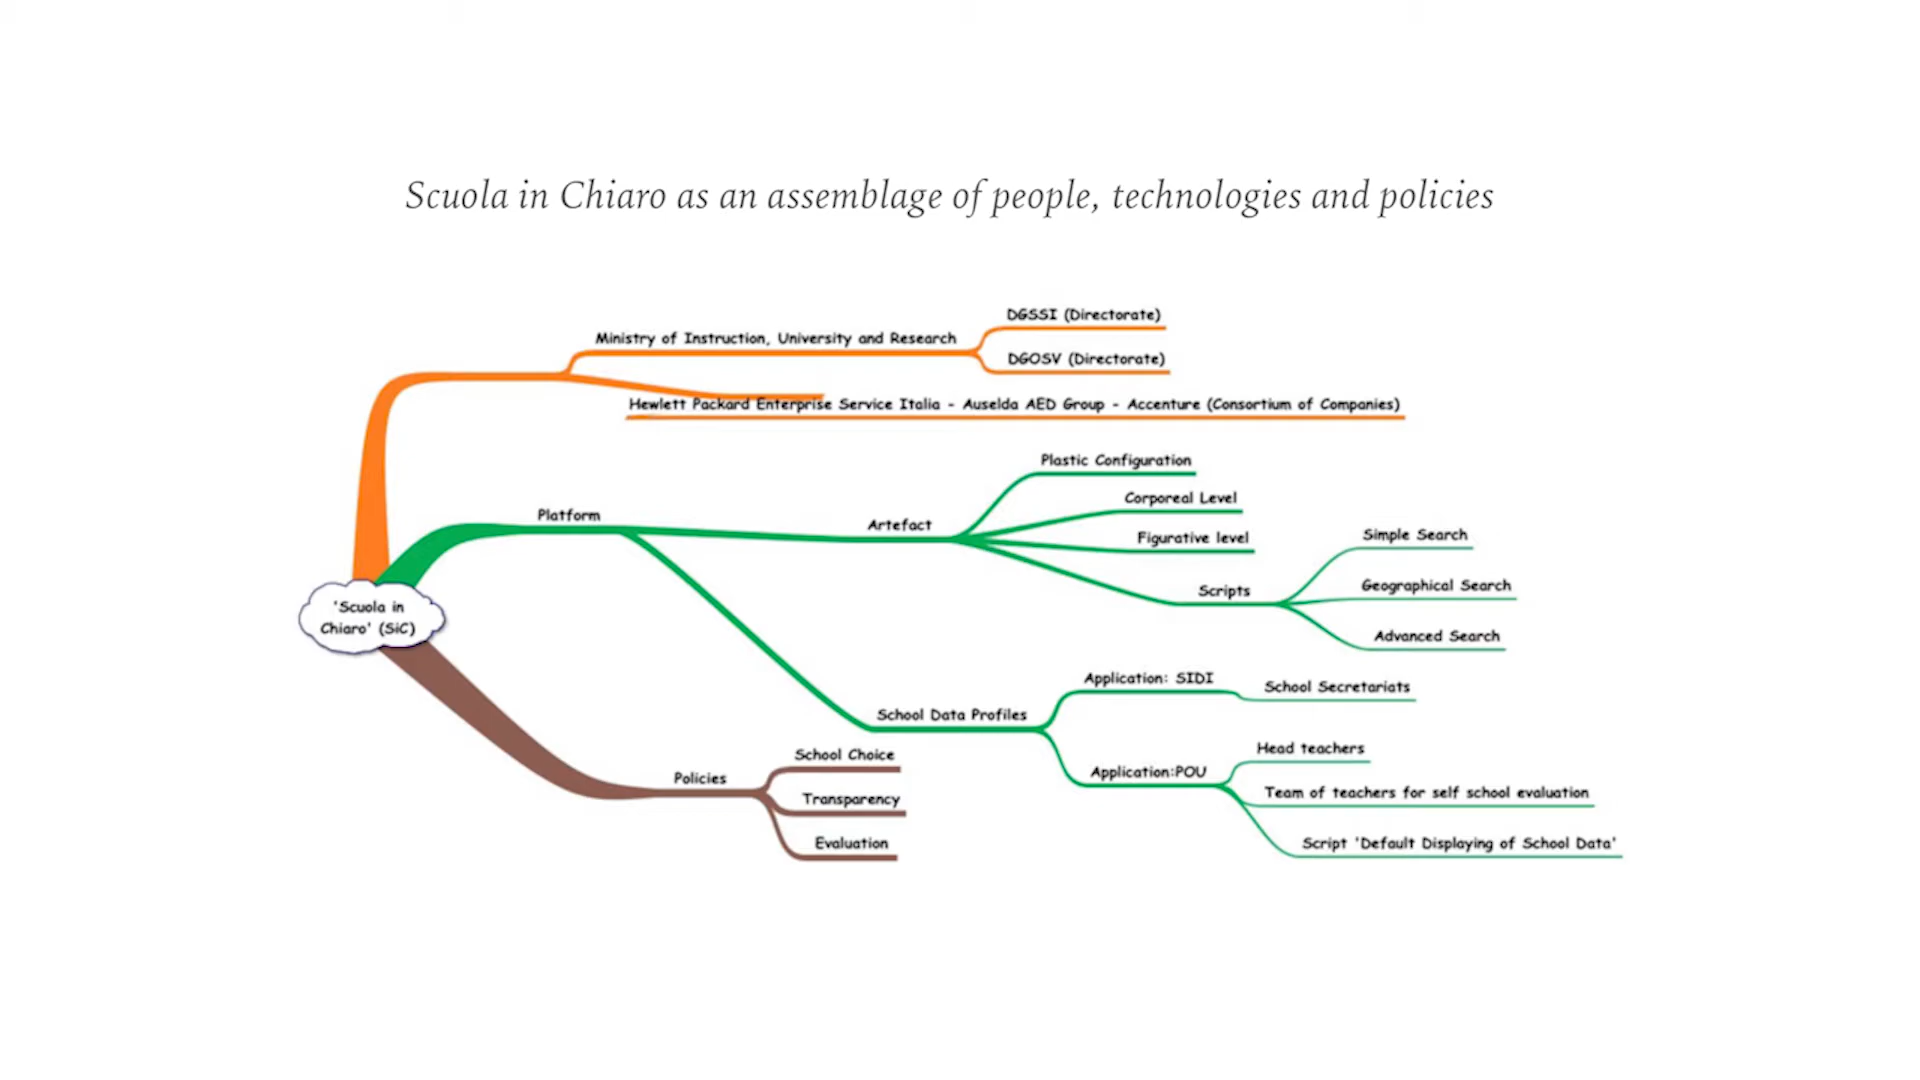 Scuola in Chiaro as an assemblage of people, technologies and policies
DGSSI (Directorate)
Ministry of Instruction, University and Research
DGOSV (Directorate)
Hewlett Packard Enterprise Service Italia - Auselda AED Group - Accenture (Consortium of Companies)
Plastic Configuration
Corporeal Level
Platform
Artefact
Figurative level
Simple Search
Geographical Search
Scripts
Advanced Search
'Scuola in
Chiaro' (SiC)
Application: SIDI
School Secretariats
School Data Profiles
Head teachers
Application:POU
Team of teachers for self school evaluation
Script 'Default Displaying of School Data'
School Choice
Policies
Transparency
Evaluation